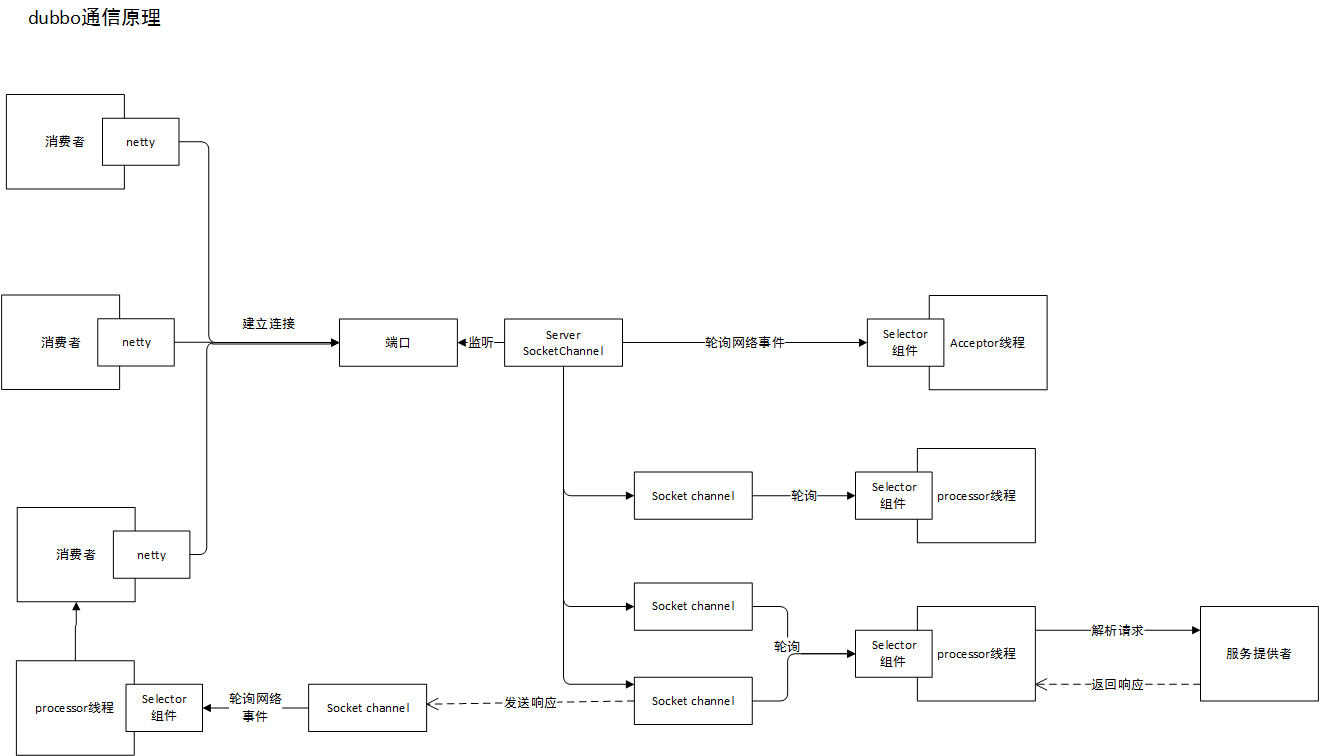 dubbo通信原理
消费者
netty
消费者
netty
建立连接
端口
监听
Server
SocketChannel
轮询网络事件
Selector
组件
Acceptor线程
Socket channel
轮询
Selector
组件
processor线程
消费者
netty
Socket channel
轮询
Selector
组件
processor线程
解析请求
服务提供者
返回响应
processor线程
Selector
组件
轮询网络
事件
Socket channel
发送响应
Socket channel